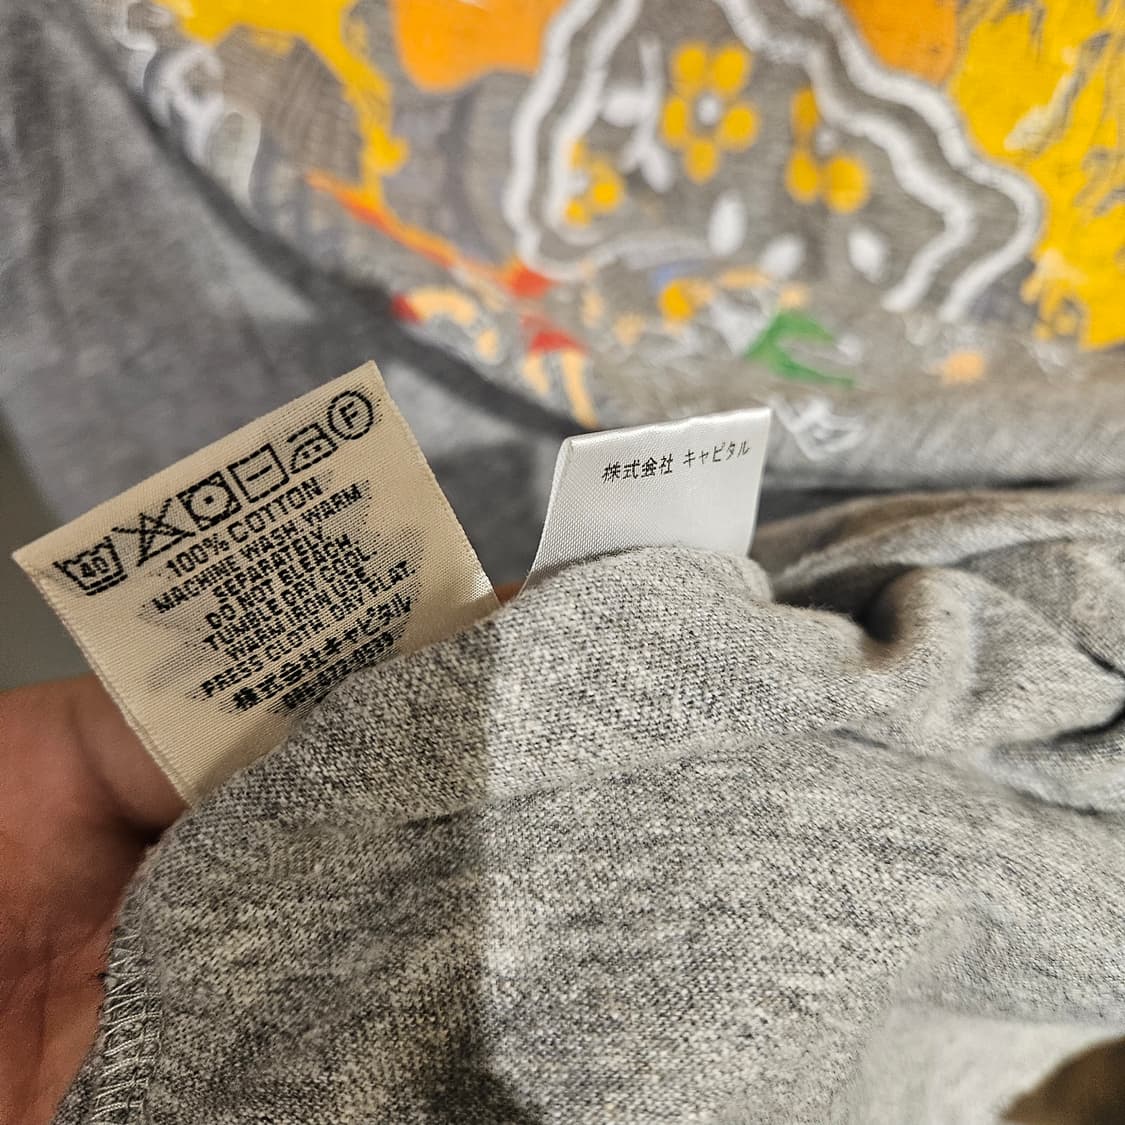 40
F
100% COTTON
MACHINE WASH WARM
SEPARATELY
DO NOT BLEACH
TUMBLE DRY COOL
WARM IRON USE
PRESS CLOTH DRY FLAT
株式会社キャピタル
株式会社 キャピタル